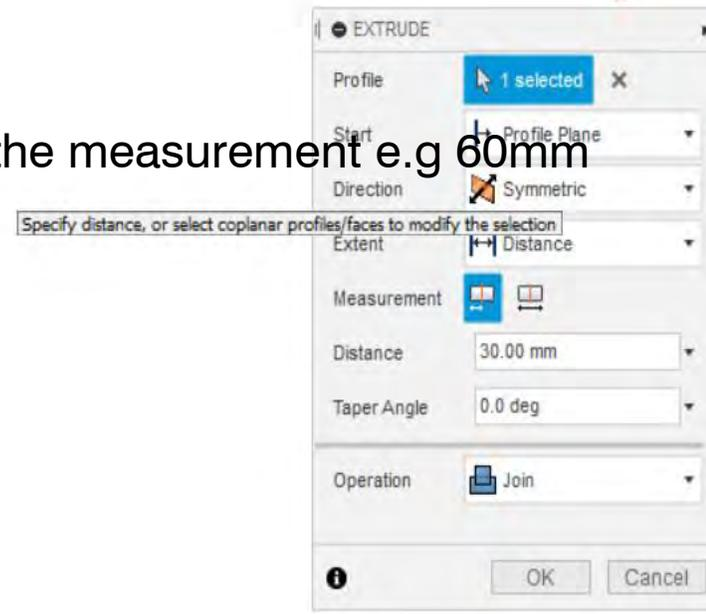 EXTRUDE
Profile 1 selected
the measurement e.g 60mm
Start Profile Plane
Direction Symmetric
Specify distance, or select coplanar profiles/faces to modify the selection
Extent Distance
Measurement
Distance 30.00 mm
Taper Angle 0.0 deg
Operation Join
OK Cancel